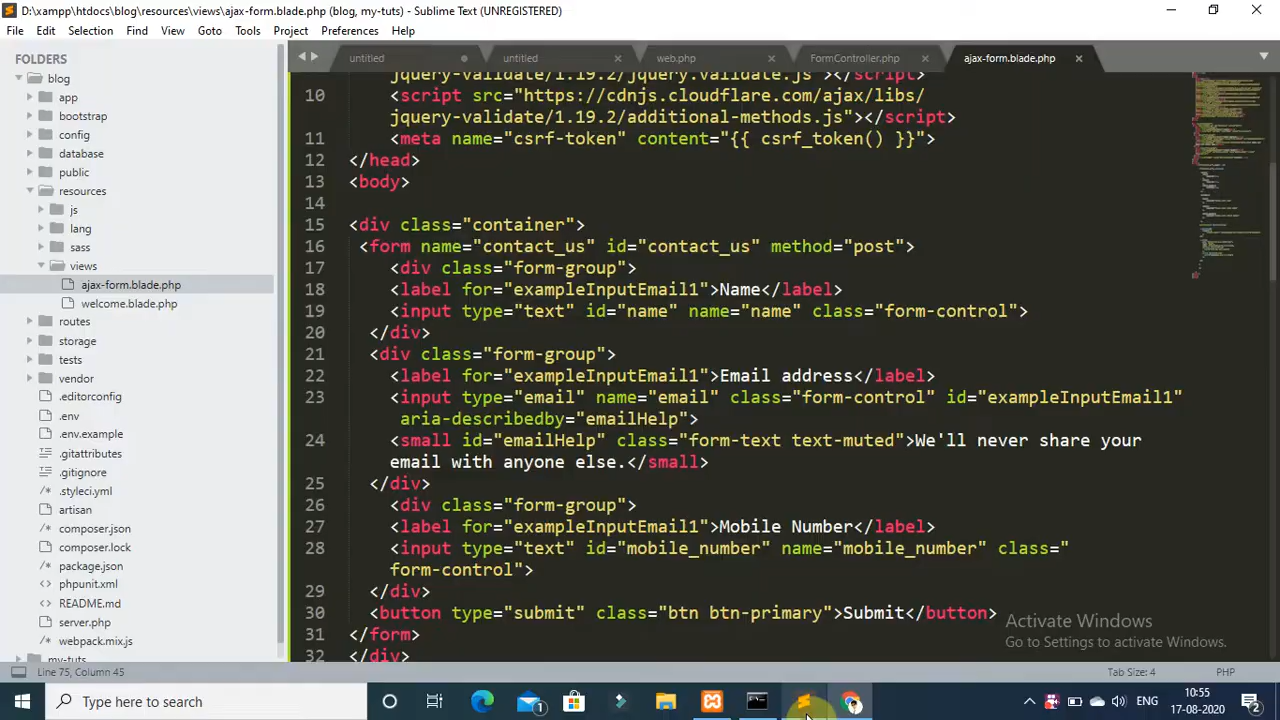 D:\xampp\htdocs\blog\resources\views\ajax-form.blade.php (blog, my-tuts) - Sublime Text (UNREGISTERED)
File Edit Selection Find View Goto Tools Project Preferences Help
FOLDERS
blog
app
bootstrap
config
database
public
resources
js
lang
sass
views
ajax-form.blade.php
welcome.blade.php
routes
storage
tests
vendor
.editorconfig
.env
.env.example
.gitattributes
.gitignore
.styleci.yml
artisan
composer.json
composer.lock
package.json
phpunit.xml
README.md
server.php
webpack.mix.js
my-tuts
untitled untitled web.php FormController.php ajax-form.blade.php
jquery-validate/1.19.2/jquery.validate.js"></script>
10 <script src="https://cdnjs.cloudflare.com/ajax/libs/
jquery-validate/1.19.2/additional-methods.js"></script>
11 <meta name="csrf-token" content="{{ csrf_token() }}">
12 </head>
13 <body>
14
15 <div class="container">
16 <form name="contact_us" id="contact_us" method="post">
17 <div class="form-group">
18 <label for="exampleInputEmail1">Name</label>
19 <input type="text" id="name" name="name" class="form-control">
20 </div>
21 <div class="form-group">
22 <label for="exampleInputEmail1">Email address</label>
23 <input type="email" name="email" class="form-control" id="exampleInputEmail1"
aria-describedby="emailHelp">
24 <small id="emailHelp" class="form-text text-muted">We'll never share your
email with anyone else.</small>
25 </div>
26 <div class="form-group">
27 <label for="exampleInputEmail1">Mobile Number</label>
28 <input type="text" id="mobile_number" name="mobile_number" class="
form-control">
29 </div>
30 <button type="submit" class="btn btn-primary">Submit</button>
31 </form>
32 </div>
Activate Windows
Go to Settings to activate Windows.
Line 75, Column 45 Tab Size: 4 PHP
Type here to search
1
ENG
10:55
17-08-2020
2